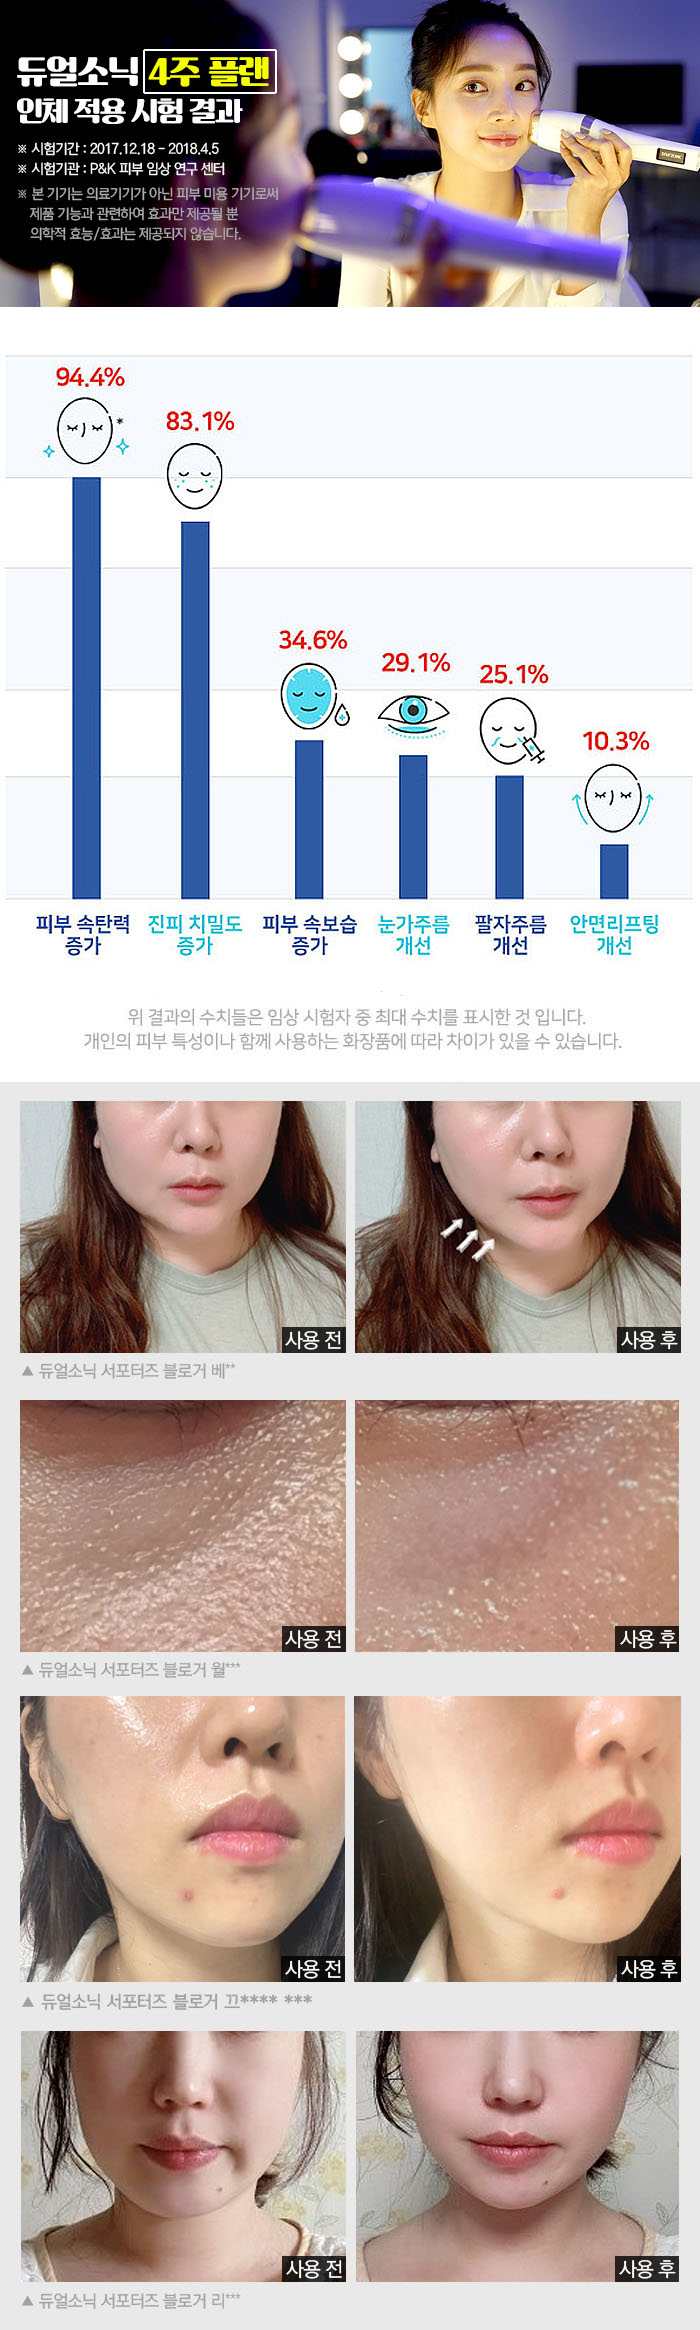 듀얼소닉 4주 플랜
인체 적용 시험 결과
※ 시험기간 : 2017.12.18 - 2018.4.5
※ 시험기관 : P&K 피부 임상 연구 센터
※ 본 기기는 의료기기가 아닌 피부 미용 기기로써
제품 기능과 관련하여 효과만 제공될 뿐
의학적 효능/효과는 제공되지 않습니다.
94.4%
83.1%
34.6%
29.1%
25.1%
10.3%
피부 속탄력
증가
진피 치밀도
증가
피부 속보습
증가
눈가주름
개선
팔자주름
개선
안면리프팅
개선
위 결과의 수치들은 임상 시험자 중 최대 수치를 표시한 것 입니다.
개인의 피부 특성이나 함께 사용하는 화장품에 따라 차이가 있을 수 있습니다.
사용 전
사용 후
▲ 듀얼소닉 서포터즈 블로거 베**
사용 전
사용 후
▲ 듀얼소닉 서포터즈 블로거 월***
사용 전
사용 후
▲ 듀얼소닉 서포터즈 블로거 끄**** ***
사용 전
사용 후
▲ 듀얼소닉 서포터즈 블로거 리***